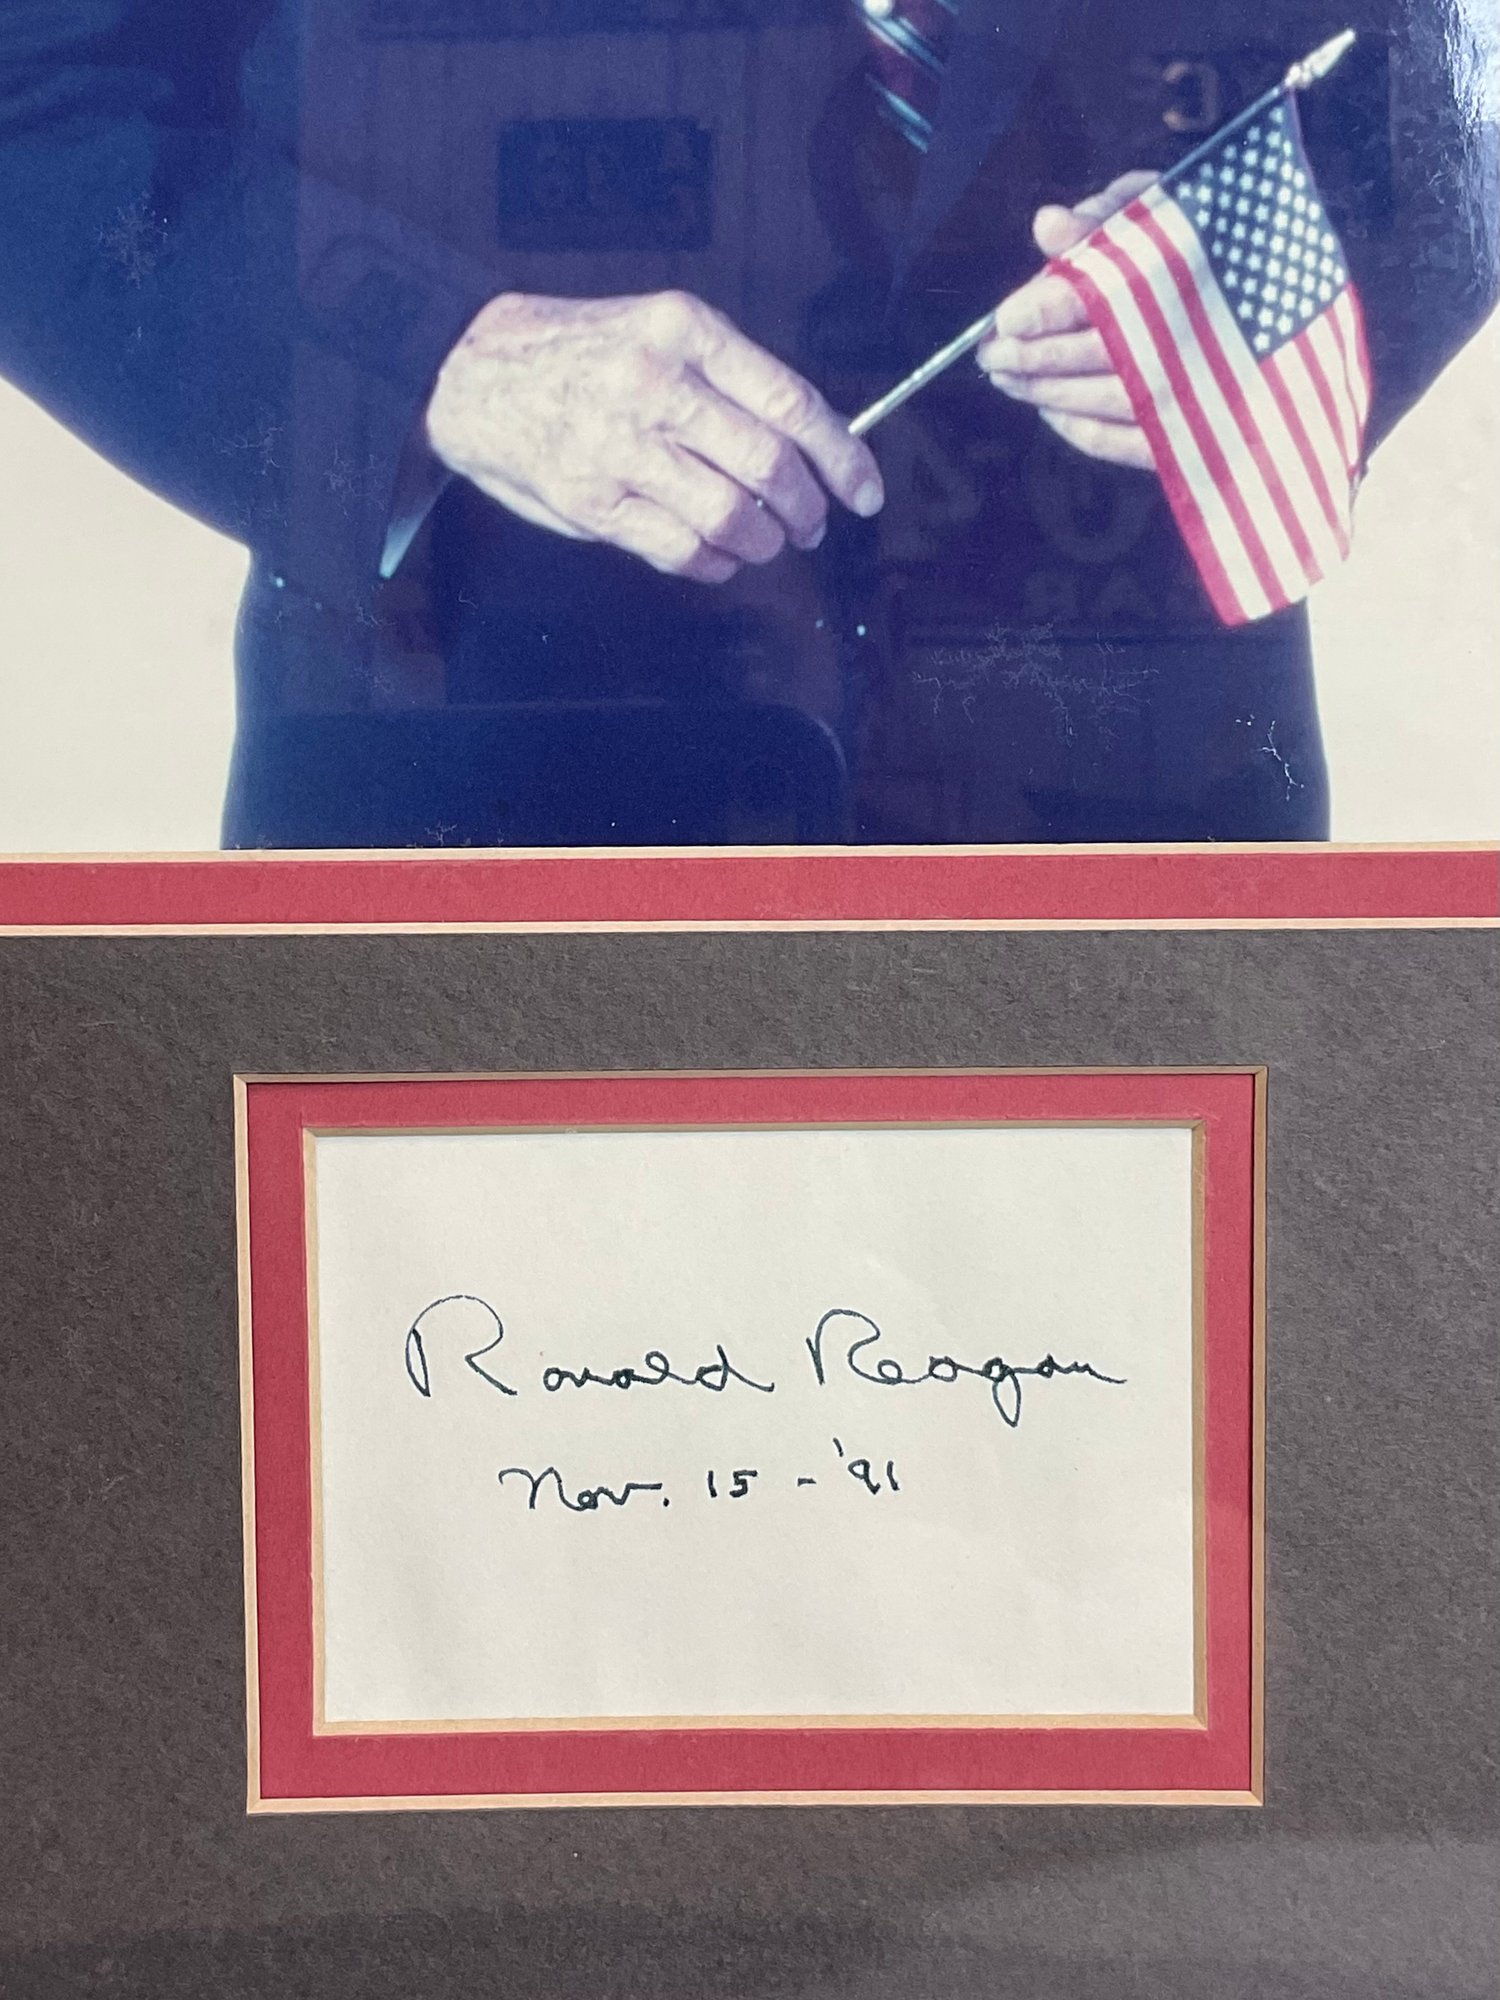 Ronald Reagan
Nov. 15 - '91